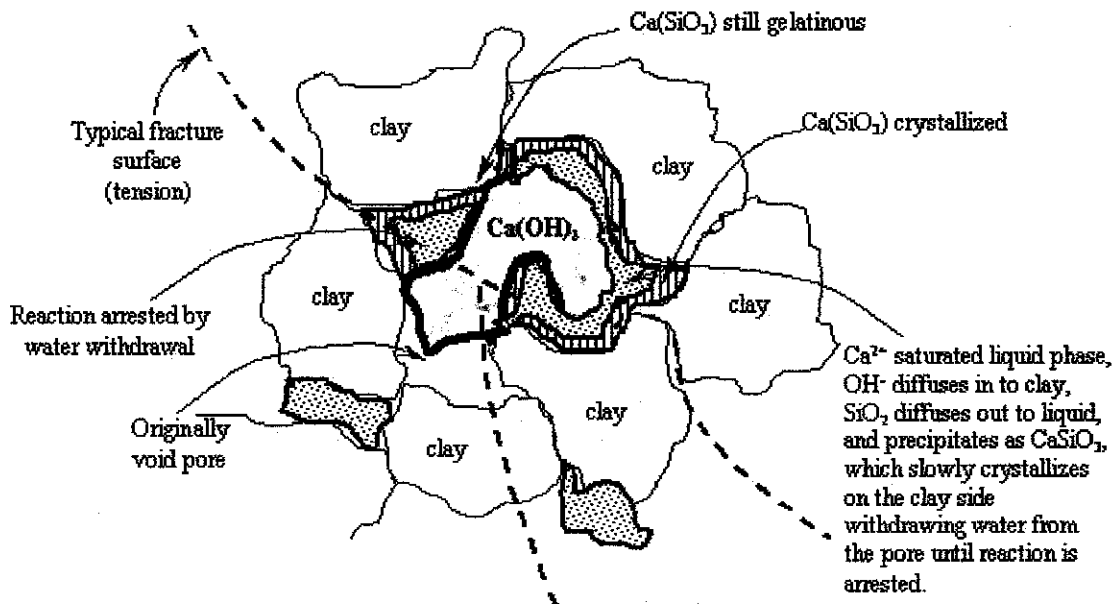 Ca(SiO₃) still gelatinous
Typical fracture
surface
(tension)
clay
Ca(SiO₃) crystallized
clay
Ca(OH)₂
clay
clay
Reaction arrested by
water withdrawal
Originally
void pore
clay
clay
Ca²⁺ saturated liquid phase,
OH⁻ diffuses in to clay,
SiO₂ diffuses out to liquid,
and precipitates as CaSiO₃,
which slowly crystallizes
on the clay side
withdrawing water from
the pore until reaction is
arrested.